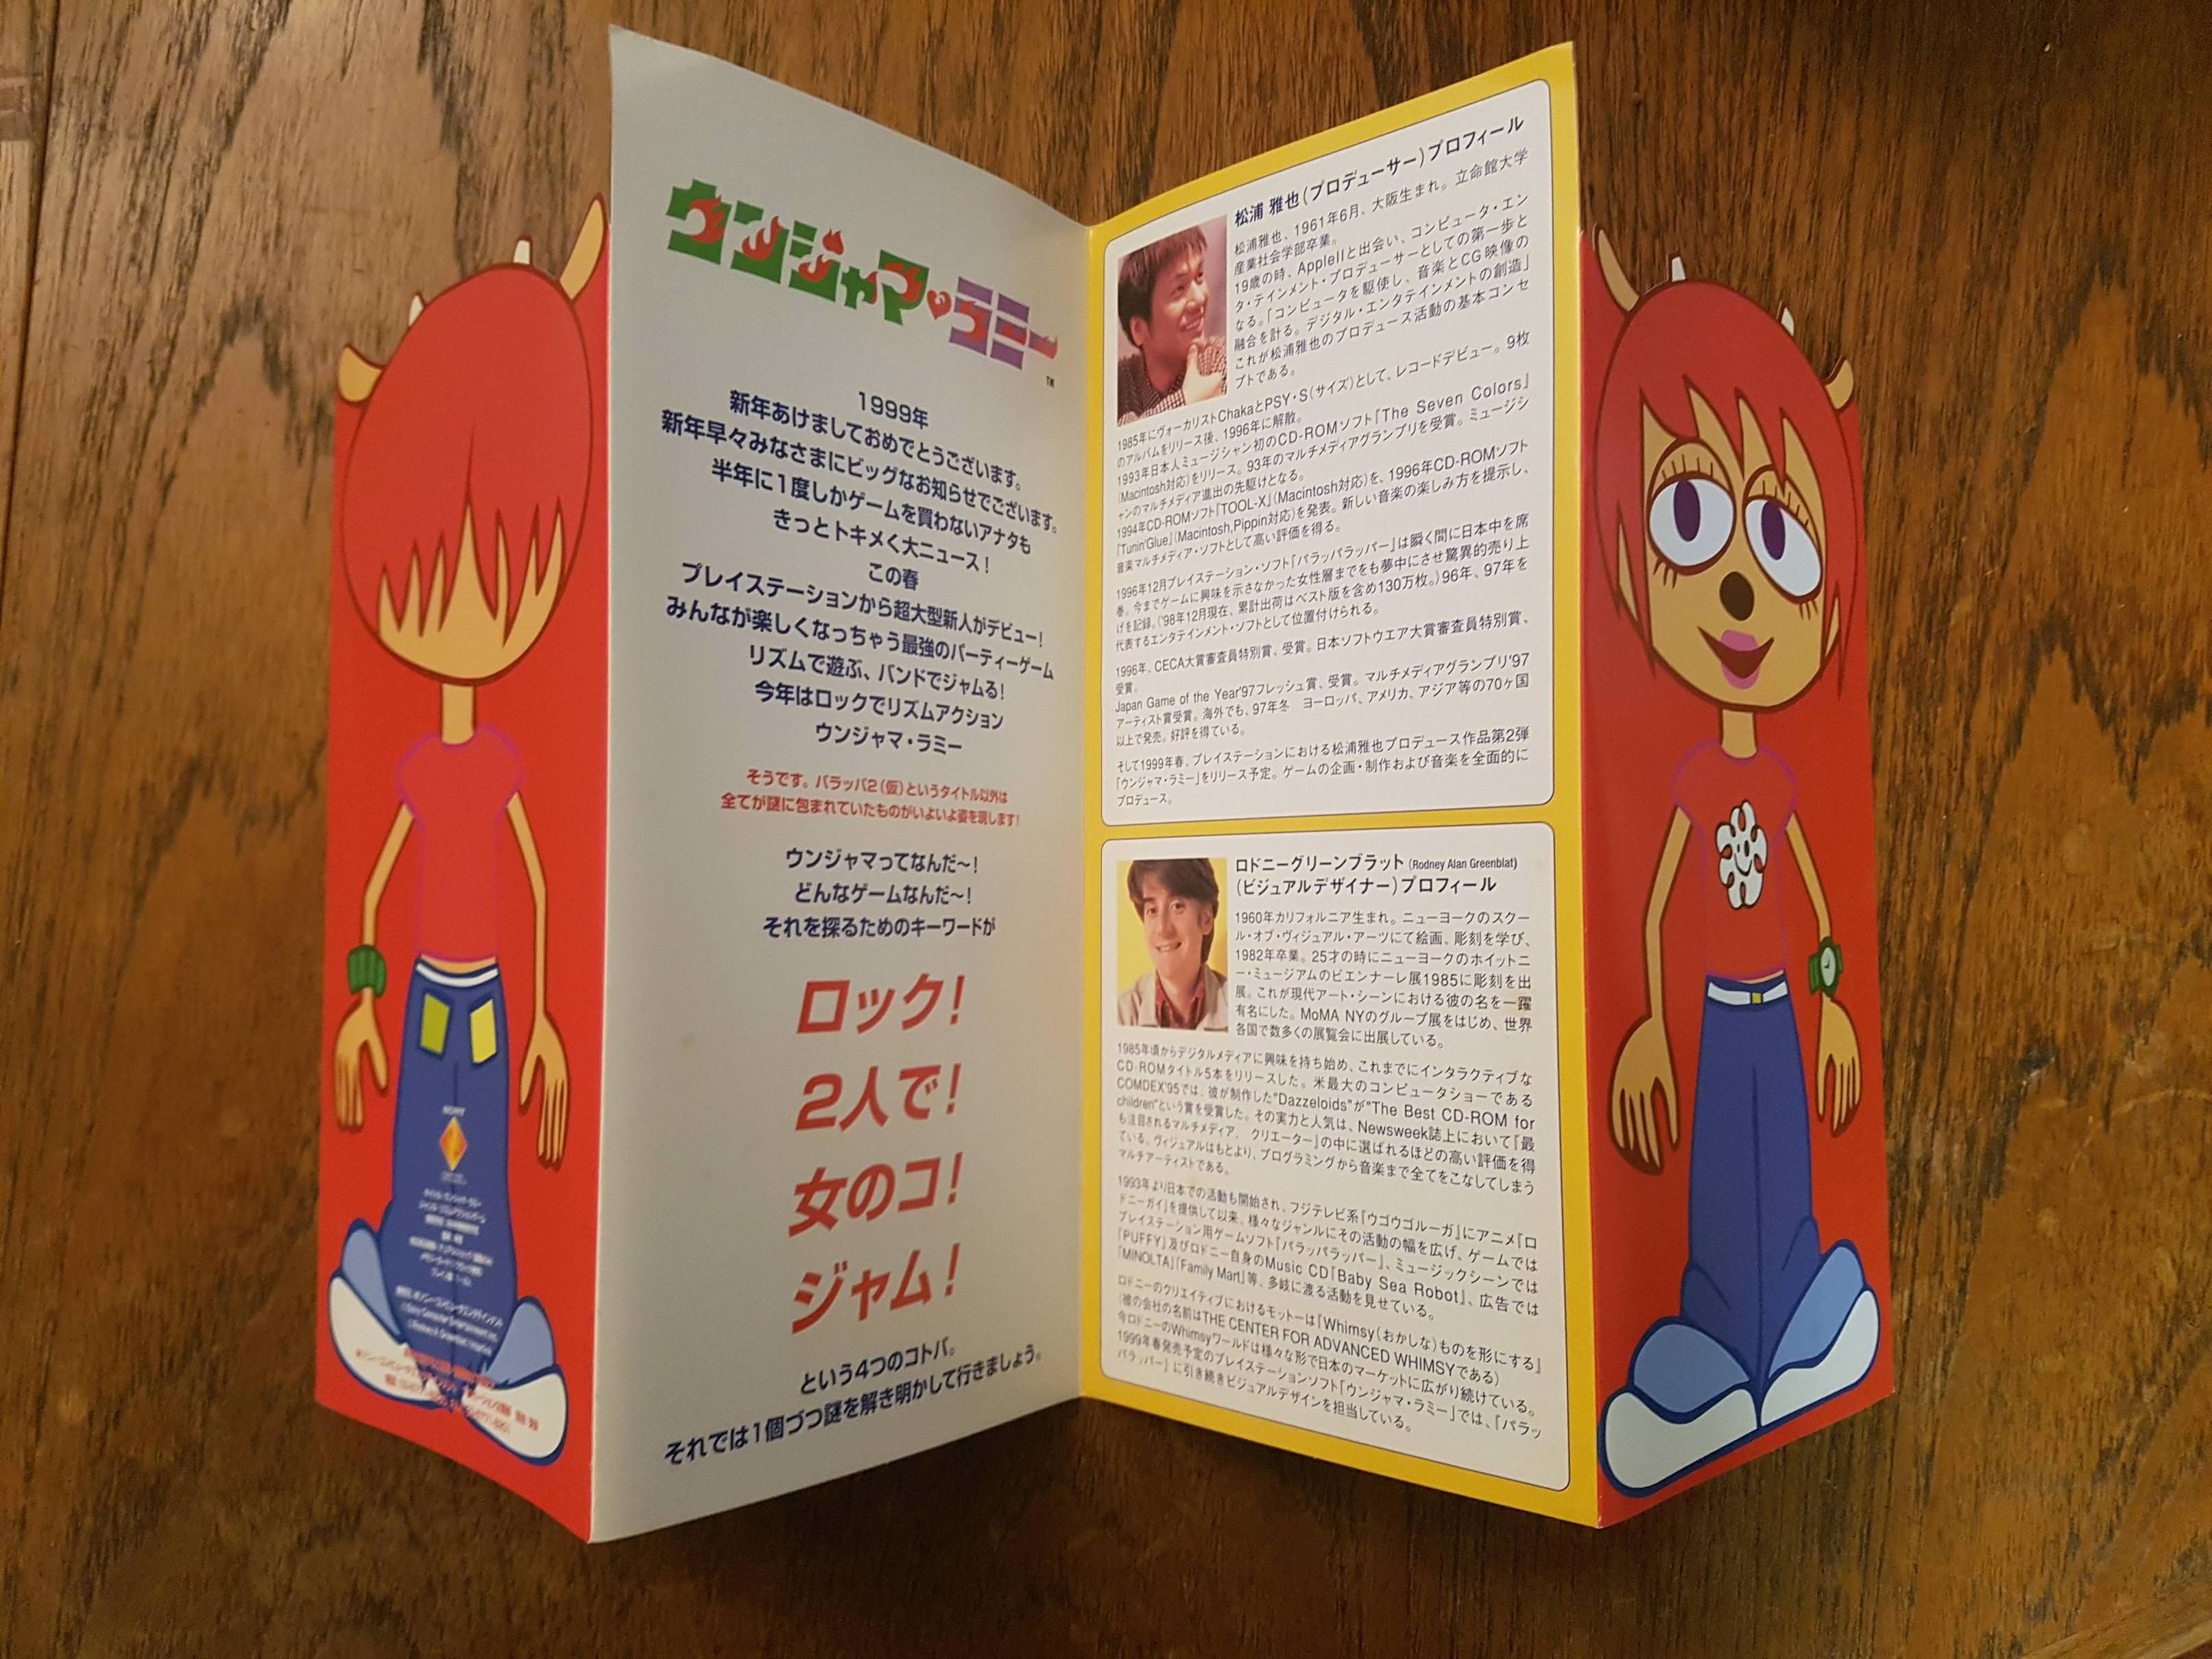 ウンジャマ♥ラミー
TM
1999年
新年あけましておめでとうございます。
新年早々みなさまにビッグなお知らせでございます。
半年に1度しかゲームを買わないアナタも
きっとトキメく大ニュース！
この春
プレイステーションから超大型新人がデビュー！
みんなが楽しくなっちゃう最強のパーティーゲーム
リズムで遊ぶ、バンドでジャムる！
今年はロックでリズムアクション
ウンジャマ・ラミー
そうです。パラッパ2（仮）というタイトル以外は
全てが謎に包まれていたものがいよいよ姿を現します！
ウンジャマってなんだ〜！
どんなゲームなんだ〜！
それを探るためのキーワードが
ロック！
2人で！
女のコ！
ジャム！
という4つのコトバ。
それでは1個づつ謎を解き明かして行きましょう。
松浦 雅也（プロデューサー）プロフィール
松浦雅也、1961年6月、大阪生まれ。立命館大学
産業社会学部卒業。
19歳の時、AppleIIと出会い、コンピュータ・エン
タ・テインメント・プロデューサーとしての第一歩と
なる。「コンピュータを駆使し、音楽とCG映像の
融合を計る。デジタル・エンタテインメントの創造」
これが松浦雅也のプロデュース活動の基本コンセ
プトである。
1985年にヴォーカリストChakaとPSY・S（サイズ）として、レコードデビュー。9枚
のアルバムをリリース後、1996年に解散。
1993年日本人ミュージシャン初のCD-ROMソフト「The Seven Colors」
（Macintosh対応）をリリース。93年のマルチメディアグランプリを受賞。ミュージシ
ャンのマルチメディア進出の先駆けとなる。
1994年CD-ROMソフト「TOOL-X」（Macintosh対応）を、1996年CD-ROMソフト
「Tunin'Glue」（Macintosh,Pippin対応）を発表。新しい音楽の楽しみ方を提示し、
音楽マルチメディア・ソフトとして高い評価を得る。
1996年12月プレイステーション・ソフト「パラッパラッパー」は瞬く間に日本中を席
巻。今までゲームに興味を示さなかった女性層までをも夢中にさせ驚異的売り上
げを記録。（'98年12月現在、累計出荷はベスト版を含め130万枚。）96年、97年を
代表するエンタテインメント・ソフトとして位置付けられる。
1996年、CECA大賞審査員特別賞、受賞。日本ソフトウエア大賞審査員特別賞、
受賞。
Japan Game of the Year'97フレッシュ賞、受賞。マルチメディアグランプリ'97
アーティスト賞受賞。海外でも、97年冬 ヨーロッパ、アメリカ、アジア等の70ヶ国
以上で発売。好評を得ている。
そして1999年春、プレイステーションにおける松浦雅也プロデュース作品第2弾
「ウンジャマ・ラミー」をリリース予定。ゲームの企画・制作および音楽を全面的に
プロデュース。
ロドニーグリーンブラット（Rodney Alan Greenblat）
（ビジュアルデザイナー）プロフィール
1960年カリフォルニア生まれ。ニューヨークのスクー
ル・オブ・ヴィジュアル・アーツにて絵画、彫刻を学び、
1982年卒業。25才の時にニューヨークのホイットニ
ー・ミュージアムのビエンナーレ展1985に彫刻を出
展。これが現代アート・シーンにおける彼の名を一躍
有名にした。MoMA NYのグループ展をはじめ、世界
各国で数多くの展覧会に出展している。
1985年頃からデジタルメディアに興味を持ち始め、これまでにインタラクティブな
CD-ROMタイトル5本をリリースした。米最大のコンピュータショーである
COMDEX'95では、彼が制作した"Dazzeloids"が"The Best CD-ROM for
children"という賞を受賞した。その実力と人気は、Newsweek誌上において「最
も注目されるマルチメディア．クリエーター」の中に選ばれるほどの高い評価を得
ている。ヴィジュアルはもとより、プログラミングから音楽まで全てをこなしてしまう
マルチアーティストである。
1993年より日本での活動も開始され、フジテレビ系『ウゴウゴルーガ』にアニメ『ロ
ドニーガイ』を提供して以来、様々なジャンルにその活動の幅を広げ、ゲームでは
プレイステーション用ゲームソフト「パラッパラッパー」、ミュージックシーンでは
「PUFFY」及びロドニー自身のMusic CD「Baby Sea Robot」、広告では
「MINOLTA」「Family Mart」等、多岐に渡る活動を見せている。
ロドニーのクリエイティブにおけるモットーは「Whimsy（おかしな）ものを形にする」
（彼の会社の名前はTHE CENTER FOR ADVANCED WHIMSYである）
今ロドニーのWhimsyワールドは様々な形で日本のマーケットに広がり続けている。
1999年春発売予定のプレイステーションソフト「ウンジャマ・ラミー」では、「パラッ
パラッパー」に引き続きビジュアルデザインを担当している。
SONY